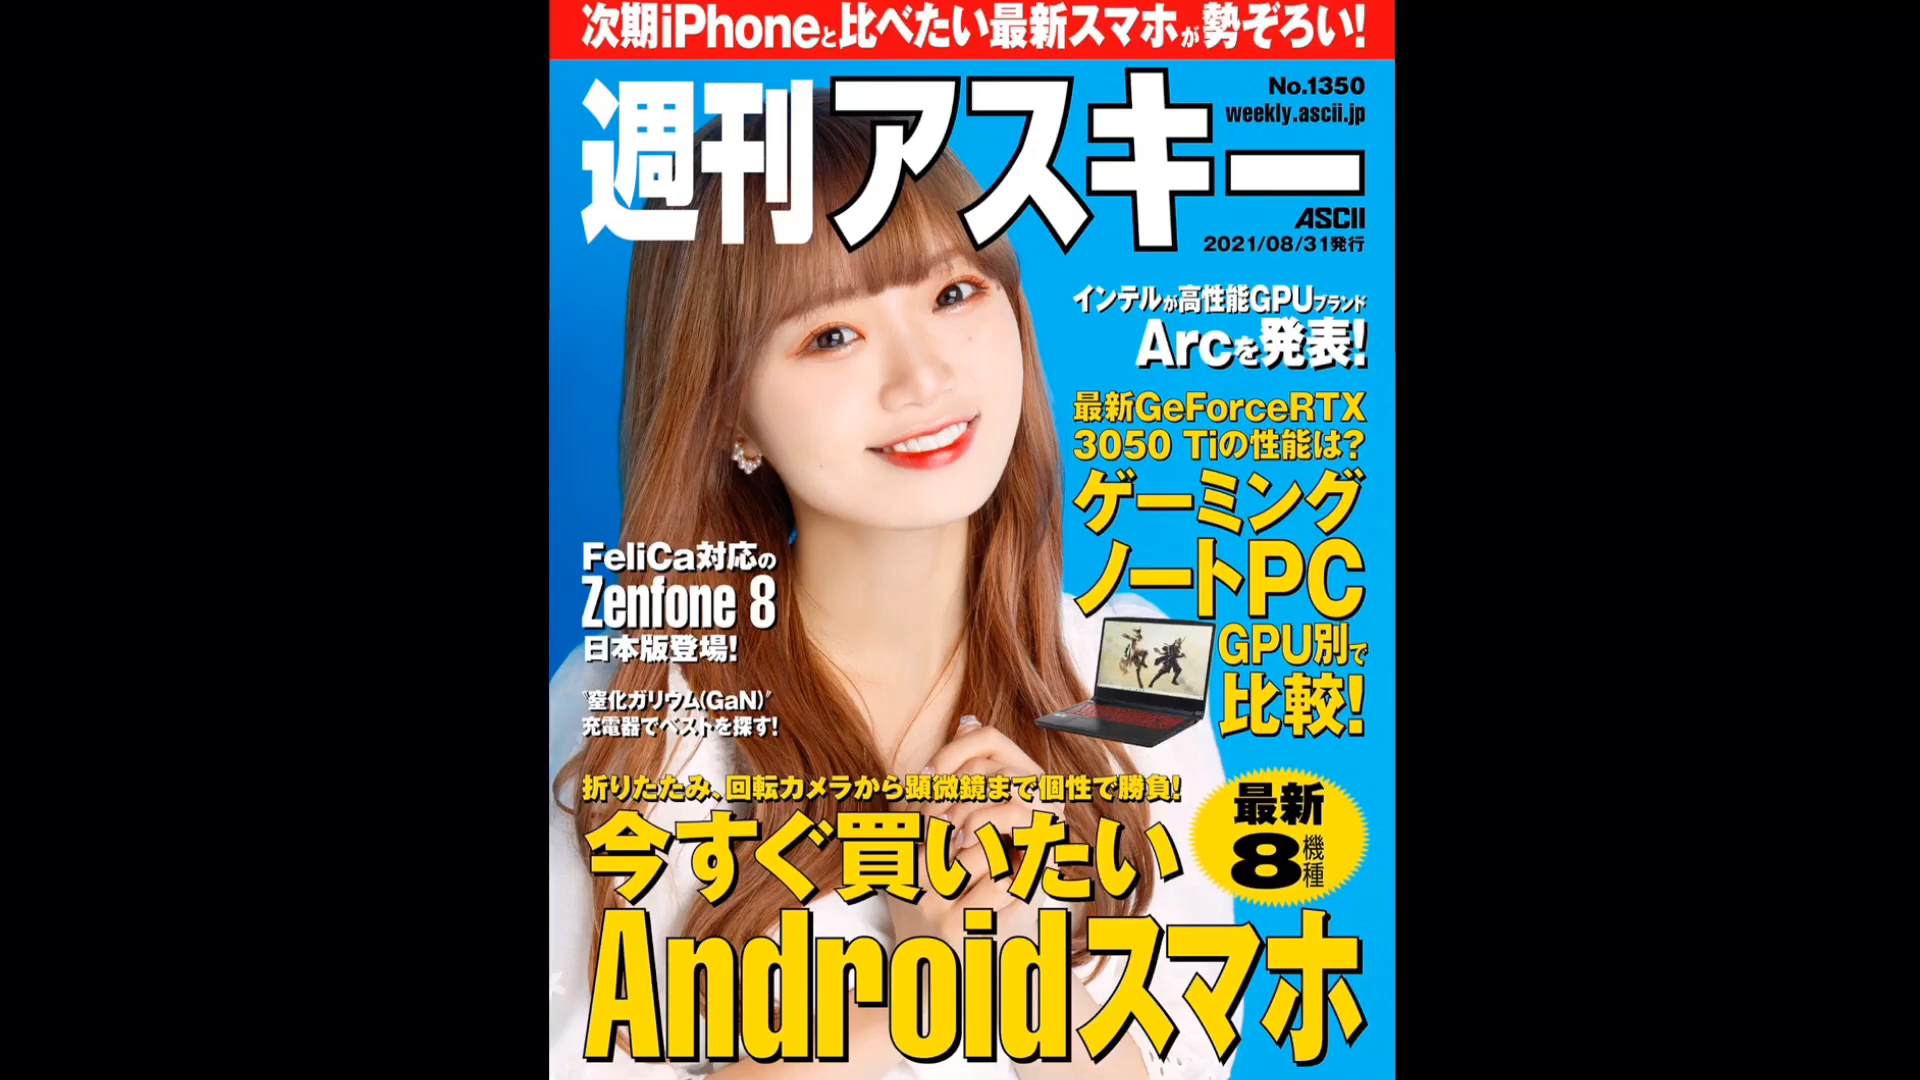 次期iPhoneと比べたい最新スマホが勢ぞろい!
週刊アスキー
No.1350
weekly.ascii.jp
ASCII
2021/08/31発行
インテルが高性能GPUブランド
Arcを発表!
最新GeForceRTX
3050 Tiの性能は?
ゲーミング
ノートPC
GPU別で
比較!
FeliCa対応の
Zenfone 8
日本版登場!
“窒化ガリウム(GaN)”
充電器でベストを探す!
折りたたみ、回転カメラから顕微鏡まで個性で勝負!
今すぐ買いたい
最新
8機種
Androidスマホ